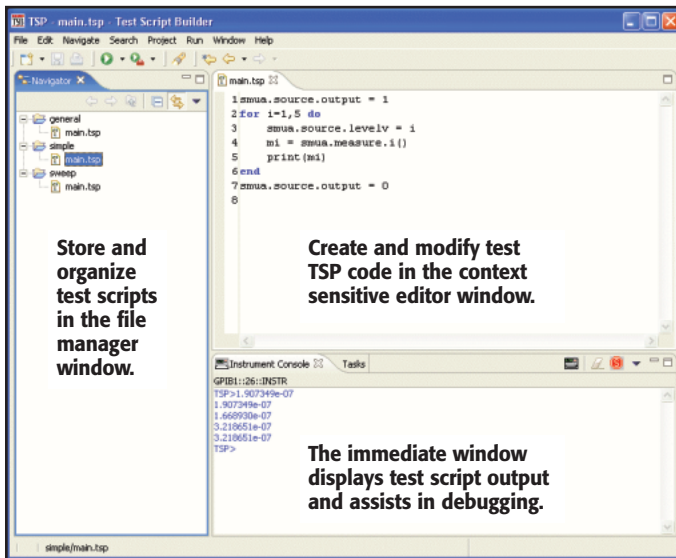 TSP - main.tsp - Test Script Builder
File Edit Navigate Search Project Run Window Help
Navigator
general
main.tsp
simple
main.tsp
sweep
main.tsp
Store and
organize
test scripts
in the file
manager
window.
main.tsp
1 smua.source.output = 1
2 for i=1,5 do
3 smua.source.levelv = i
4 mi = smua.measure.i()
5 print(mi)
6 end
7 smua.source.output = 0
8
Create and modify test
TSP code in the context
sensitive editor window.
Instrument Console Tasks
GPIB1::26::INSTR
TSP>1.907349e-07
1.907349e-07
1.668930e-07
3.218651e-07
3.218651e-07
TSP>
The immediate window
displays test script output
and assists in debugging.
simple/main.tsp